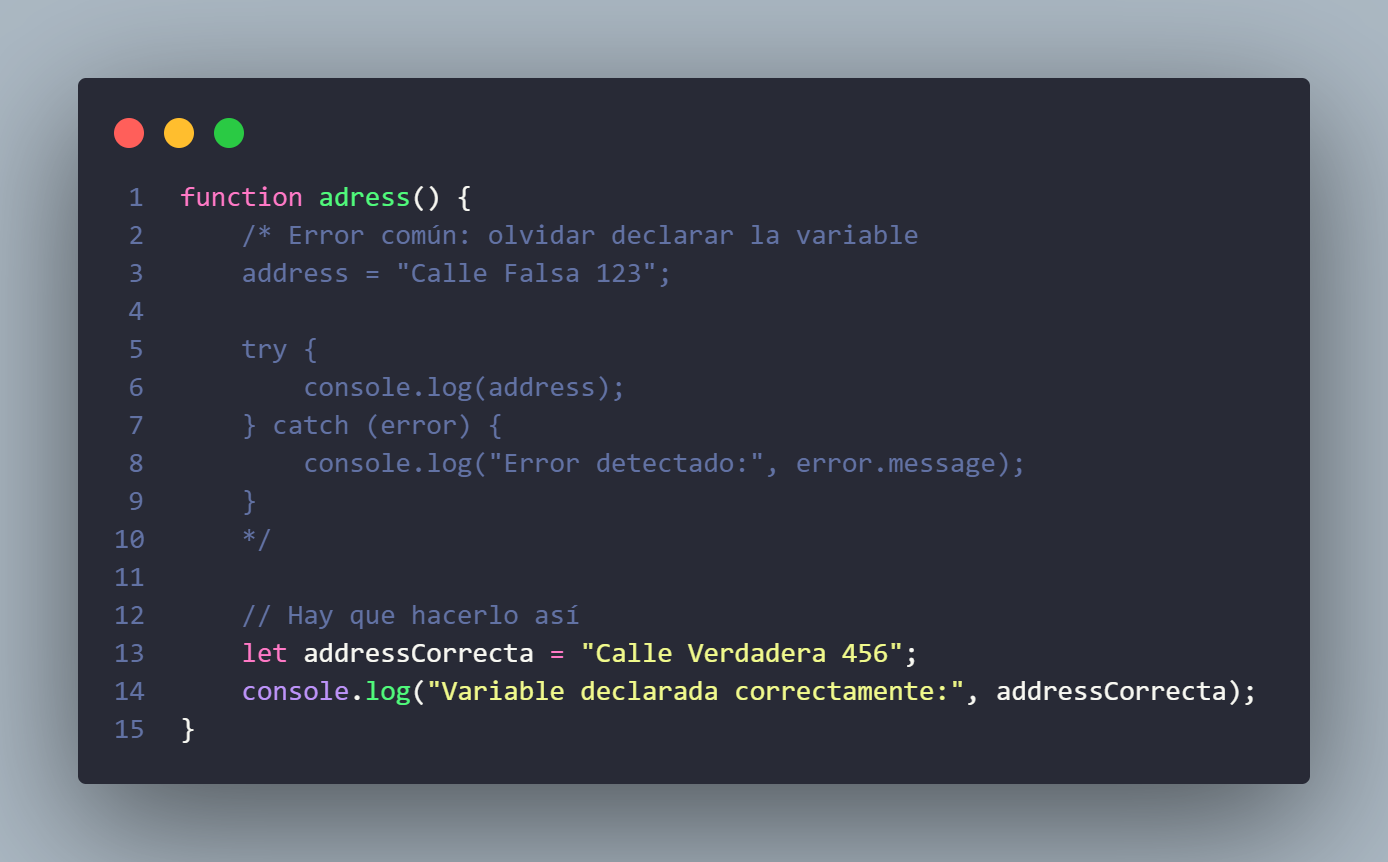 1 function adress() {
2     /* Error común: olvidar declarar la variable
3     address = "Calle Falsa 123";
4
5     try {
6         console.log(address);
7     } catch (error) {
8         console.log("Error detectado:", error.message);
9     }
10     */
11
12     // Hay que hacerlo así
13     let addressCorrecta = "Calle Verdadera 456";
14     console.log("Variable declarada correctamente:", addressCorrecta);
15 }